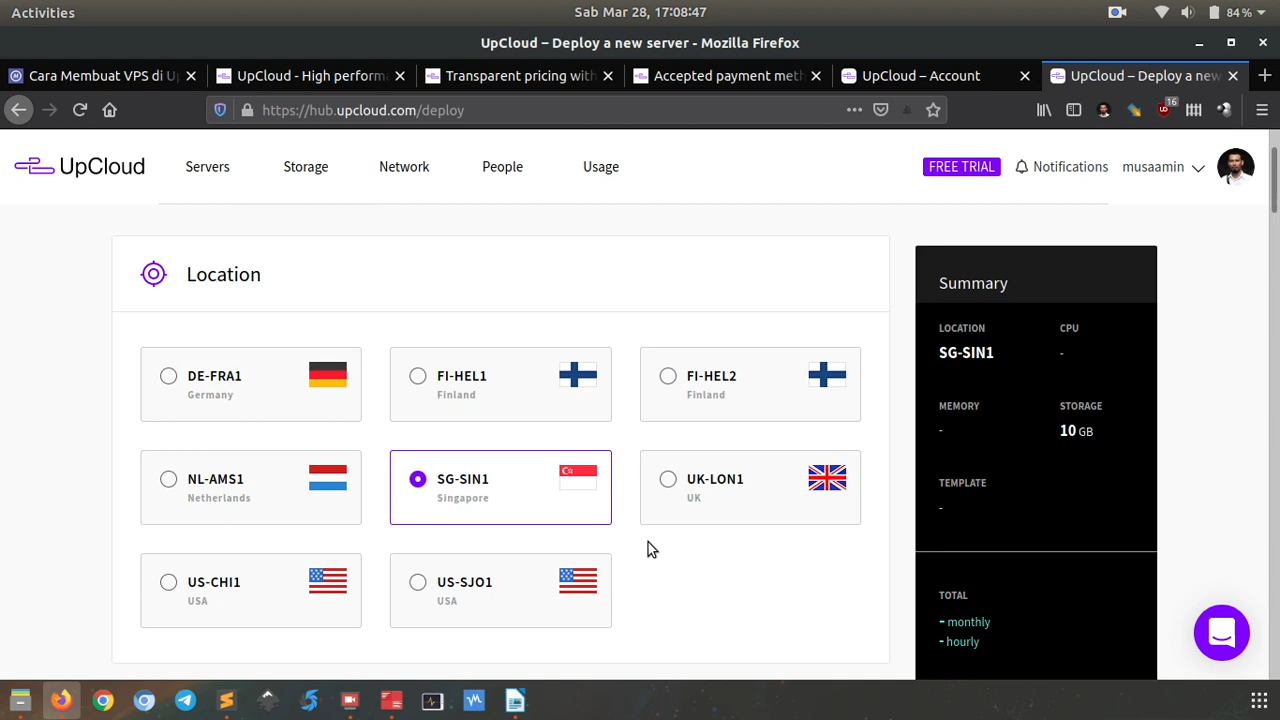 Activities
Sab Mar 28, 17:08:47
84 %
UpCloud – Deploy a new server - Mozilla Firefox
Cara Membuat VPS di Up
UpCloud - High performa
Transparent pricing with
Accepted payment meth
UpCloud – Account
UpCloud – Deploy a new
https://hub.upcloud.com/deploy
16
UpCloud
Servers
Storage
Network
People
Usage
FREE TRIAL
Notifications
musaamin
Location
DE-FRA1
Germany
FI-HEL1
Finland
FI-HEL2
Finland
NL-AMS1
Netherlands
SG-SIN1
Singapore
UK-LON1
UK
US-CHI1
USA
US-SJO1
USA
Summary
LOCATION
SG-SIN1
CPU
-
MEMORY
-
STORAGE
10 GB
TEMPLATE
-
TOTAL
- monthly
- hourly